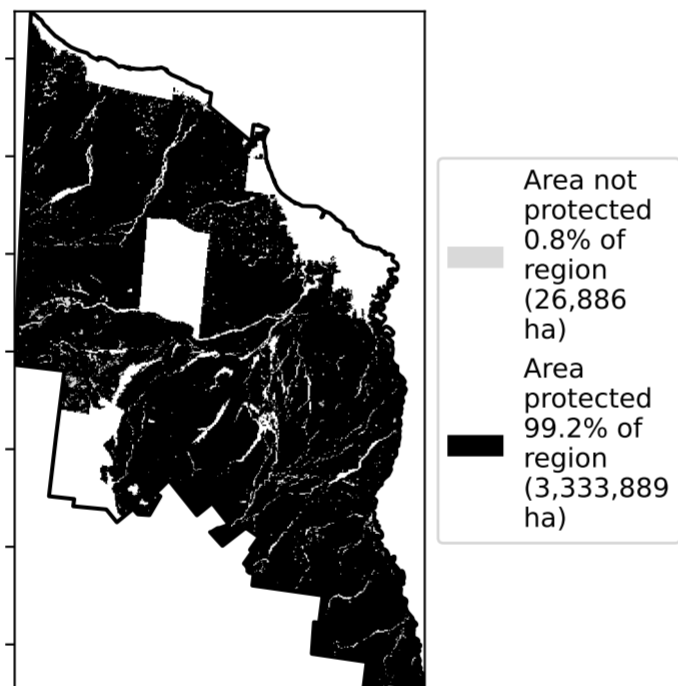 Area not
protected
0.8% of
region
(26,886
ha)
Area
protected
99.2% of
region
(3,333,889
ha)